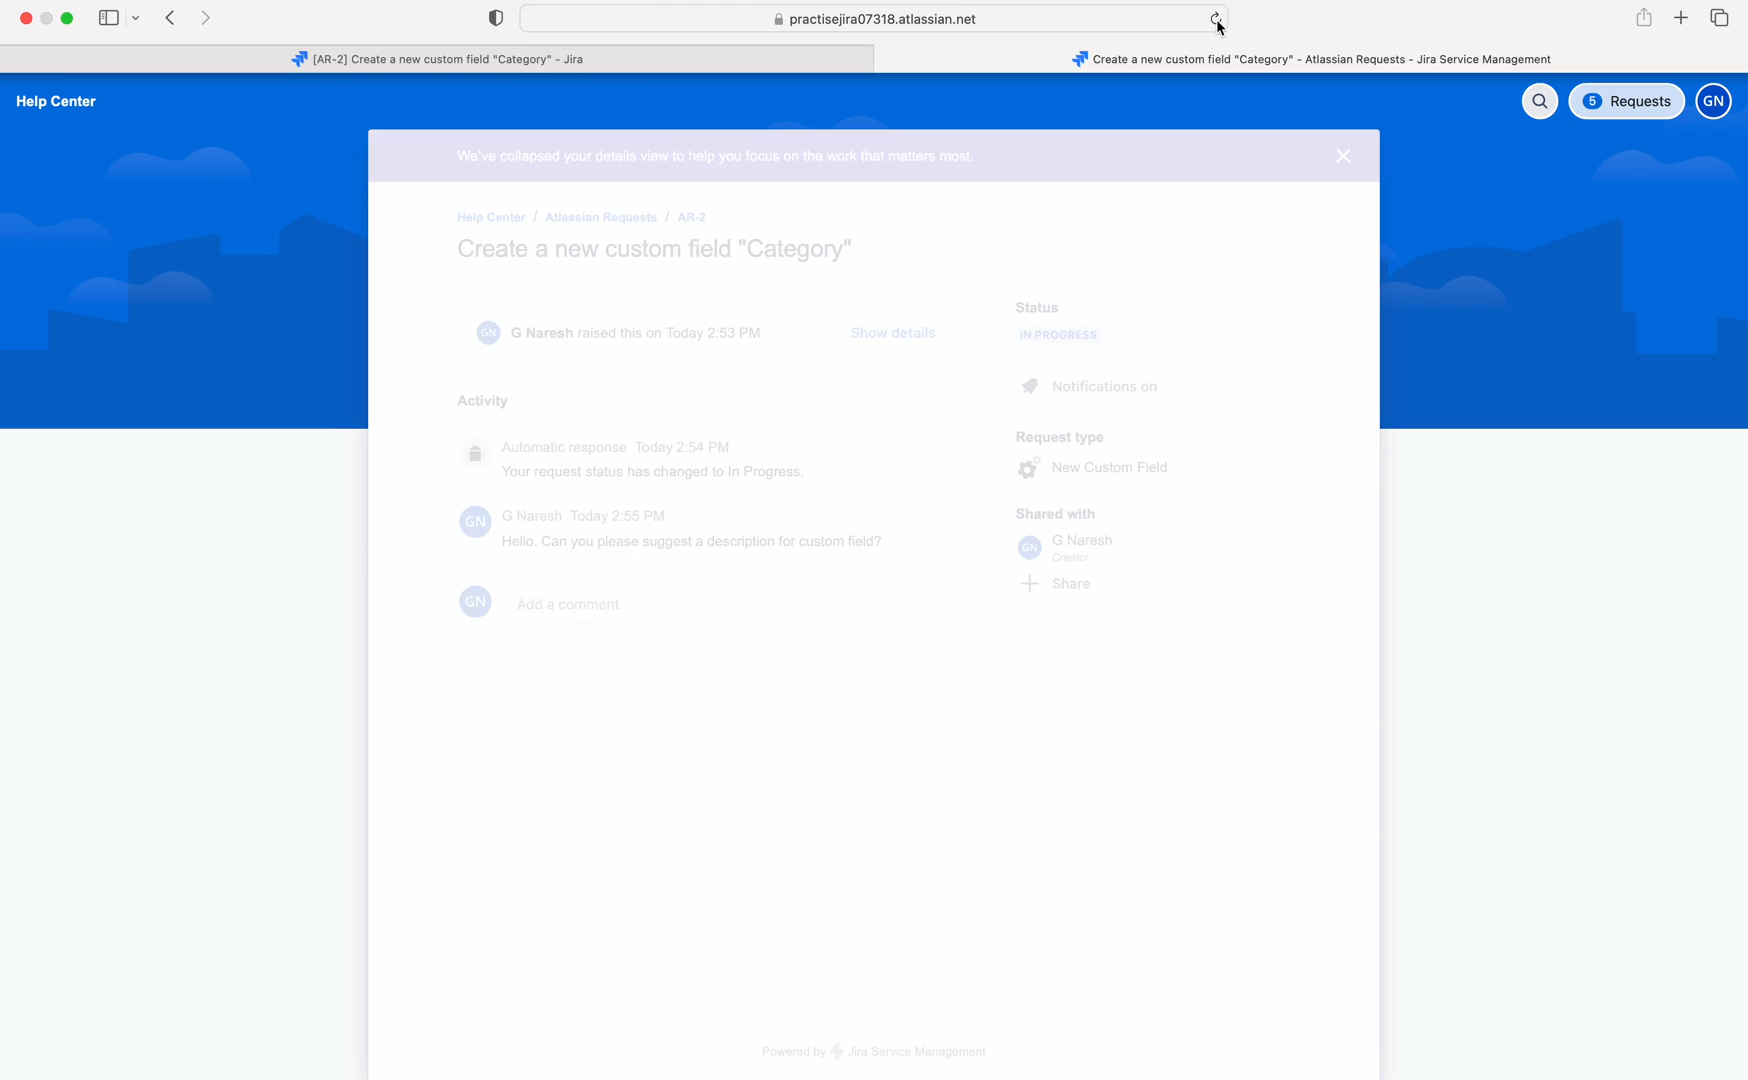 practisejira07318.atlassian.net
[AR-2] Create a new custom field "Category" - Jira
Create a new custom field "Category" - Atlassian Requests - Jira Service Management
Help Center
5 Requests
GN
We've collapsed your details view to help you focus on the work that matters most.
Help Center / Atlassian Requests / AR-2
Create a new custom field "Category"
GN G Naresh raised this on Today 2:53 PM Show details
Activity
Automatic response Today 2:54 PM
Your request status has changed to In Progress.
GN G Naresh Today 2:55 PM
Hello. Can you please suggest a description for custom field?
GN Add a comment
Status
IN PROGRESS
Notifications on
Request type
New Custom Field
Shared with
GN G Naresh
Creator
Share
Powered by Jira Service Management